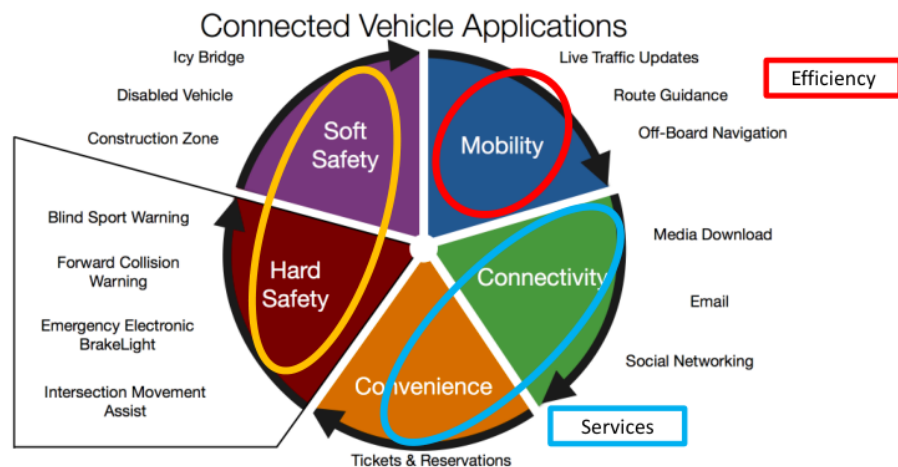 Connected Vehicle Applications
Icy Bridge
Disabled Vehicle
Construction Zone
Soft
Safety
Mobility
Live Traffic Updates
Route Guidance
Off-Board Navigation
Efficiency
Blind Sport Warning
Forward Collision
Warning
Emergency Electronic
BrakeLight
Intersection Movement
Assist
Hard
Safety
Connectivity
Media Download
Email
Social Networking
Convenience
Services
Tickets & Reservations